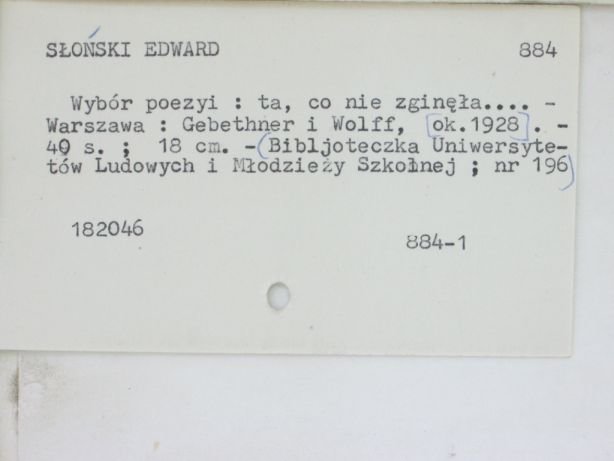 SŁOŃSKI EDWARD 884
Wybór poezyi : ta, co nie zginęła.... -
Warszawa : Gebethner i Wolff, [ok.1928]. -
40 s. ; 18 cm. -(Bibljoteczka Uniwersyte-
tów Ludowych i Młodzieży Szkolnej ; nr 196)
182046
884-1